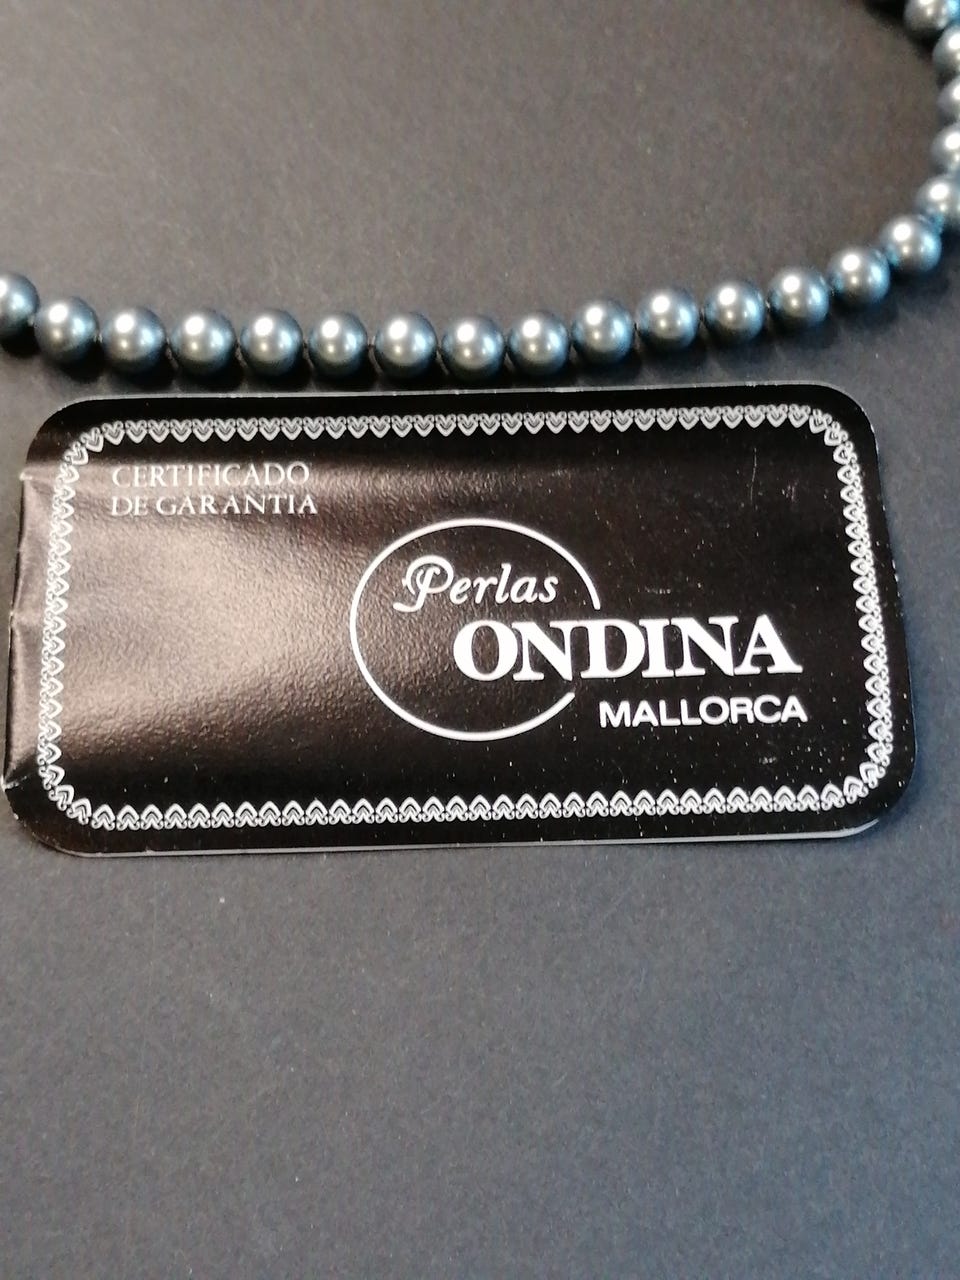 CERTIFICADO
DE GARANTIA
Perlas
ONDINA
MALLORCA